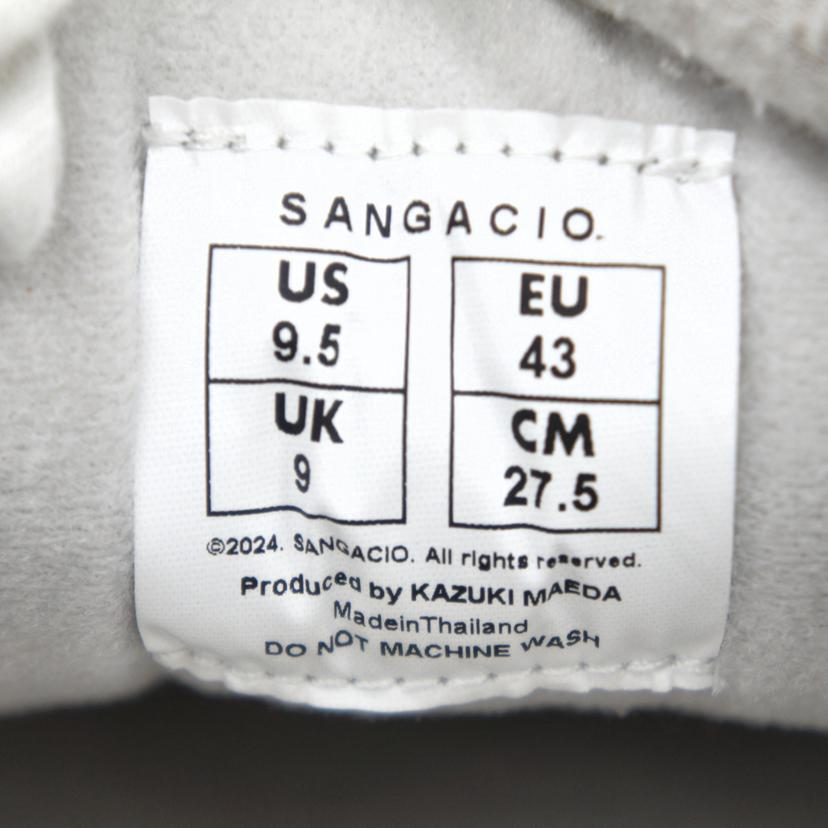 SANGACIO.
US
9.5
EU
43
UK
9
CM
27.5
©2024. SANGACIO. All rights reserved.
Produced by KAZUKI MAEDA
MadeinThailand
DO NOT MACHINE WASH